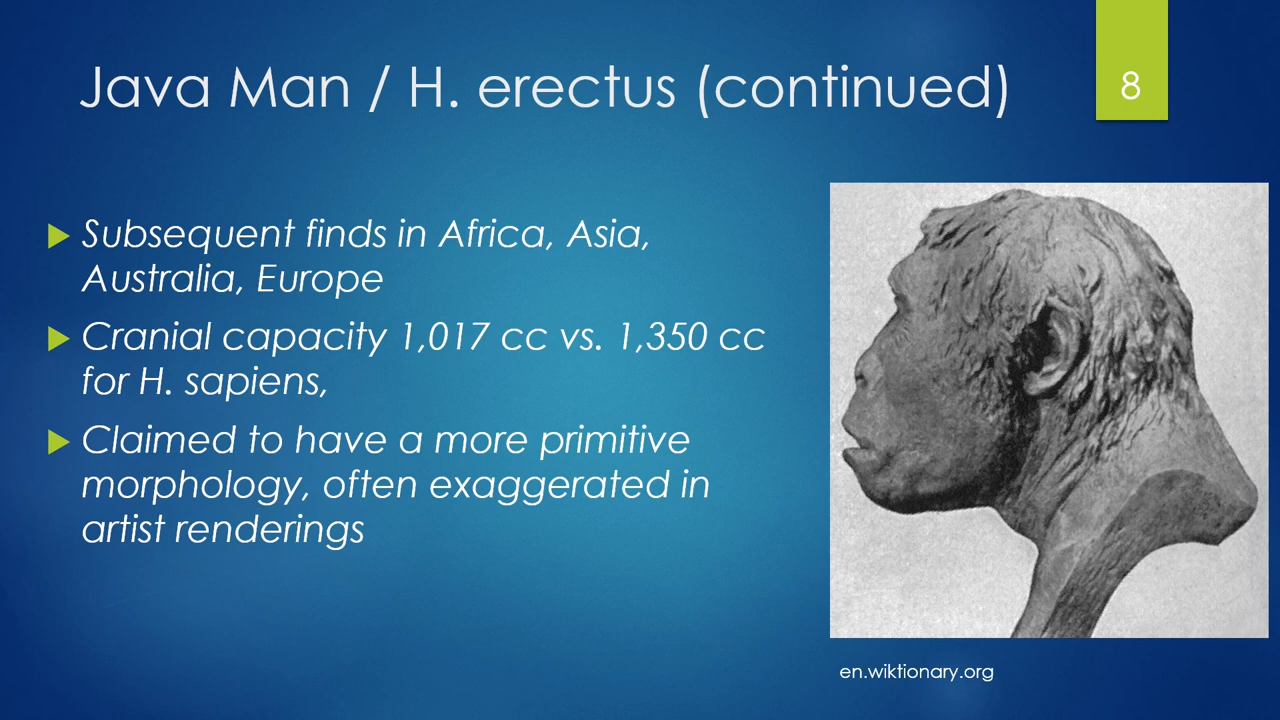 Java Man / H. erectus (continued)
8
Subsequent finds in Africa, Asia,
Australia, Europe
Cranial capacity 1,017 cc vs. 1,350 cc
for H. sapiens,
Claimed to have a more primitive
morphology, often exaggerated in
artist renderings
en.wiktionary.org